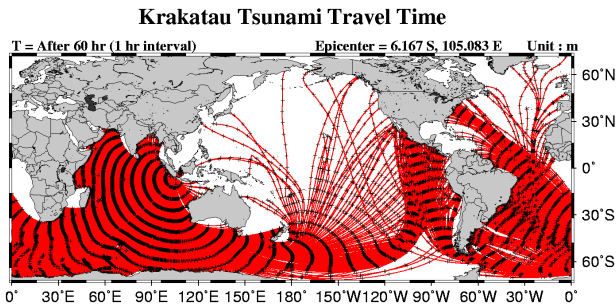 Krakatau Tsunami Travel Time
T = After 60 hr (1 hr interval) Epicenter = 6.167 S, 105.083 E Unit : m
60˚N
30˚N
0˚
30˚S
60˚S
0˚ 30˚E 60˚E 90˚E 120˚E 150˚E 180˚ 150˚W 120˚W 90˚W 60˚W 30˚W 0˚